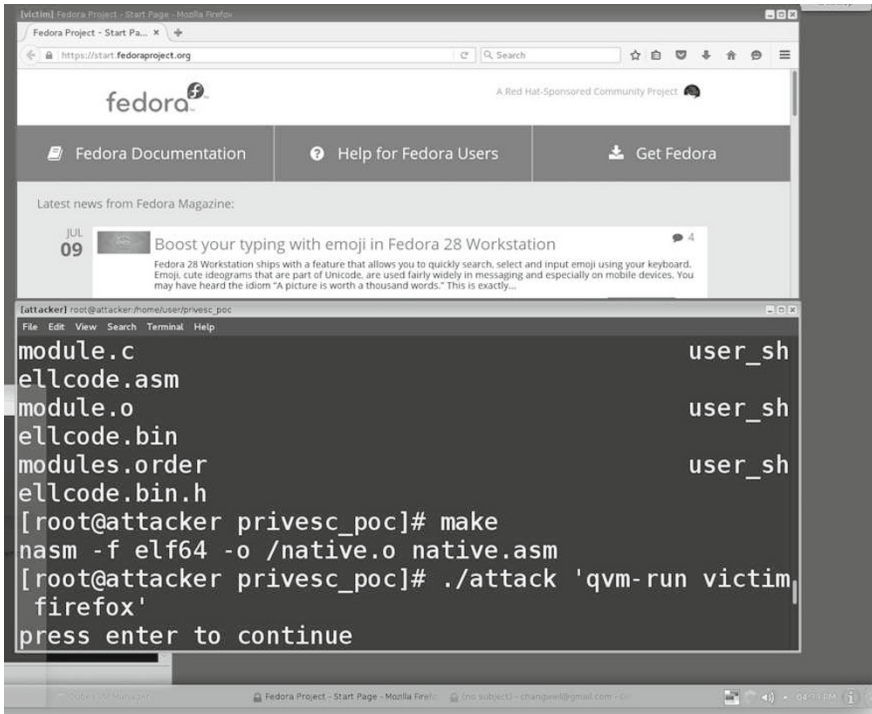 [victim] Fedora Project - Start Page - Mozilla Firefox
Fedora Project - Start Pa... ×
https://start.fedoraproject.org
Search
fedora
A Red Hat-Sponsored Community Project
Fedora Documentation
Help for Fedora Users
Get Fedora
Latest news from Fedora Magazine:
JUL
09
Boost your typing with emoji in Fedora 28 Workstation
4
Fedora 28 Workstation ships with a feature that allows you to quickly search, select and input emoji using your keyboard.
Emoji, cute ideograms that are part of Unicode, are used fairly widely in messaging and especially on mobile devices. You
may have heard the idiom “A picture is worth a thousand words.” This is exactly...
[attacker] root@attacker:/home/user/privesc_poc
File Edit View Search Terminal Help
module.c user_sh
ellcode.asm
module.o user_sh
ellcode.bin
modules.order user_sh
ellcode.bin.h
[root@attacker privesc_poc]# make
nasm -f elf64 -o /native.o native.asm
[root@attacker privesc_poc]# ./attack 'qvm-run victim
firefox'
press enter to continue
Fedora Project - Start Page - Mozilla Firef